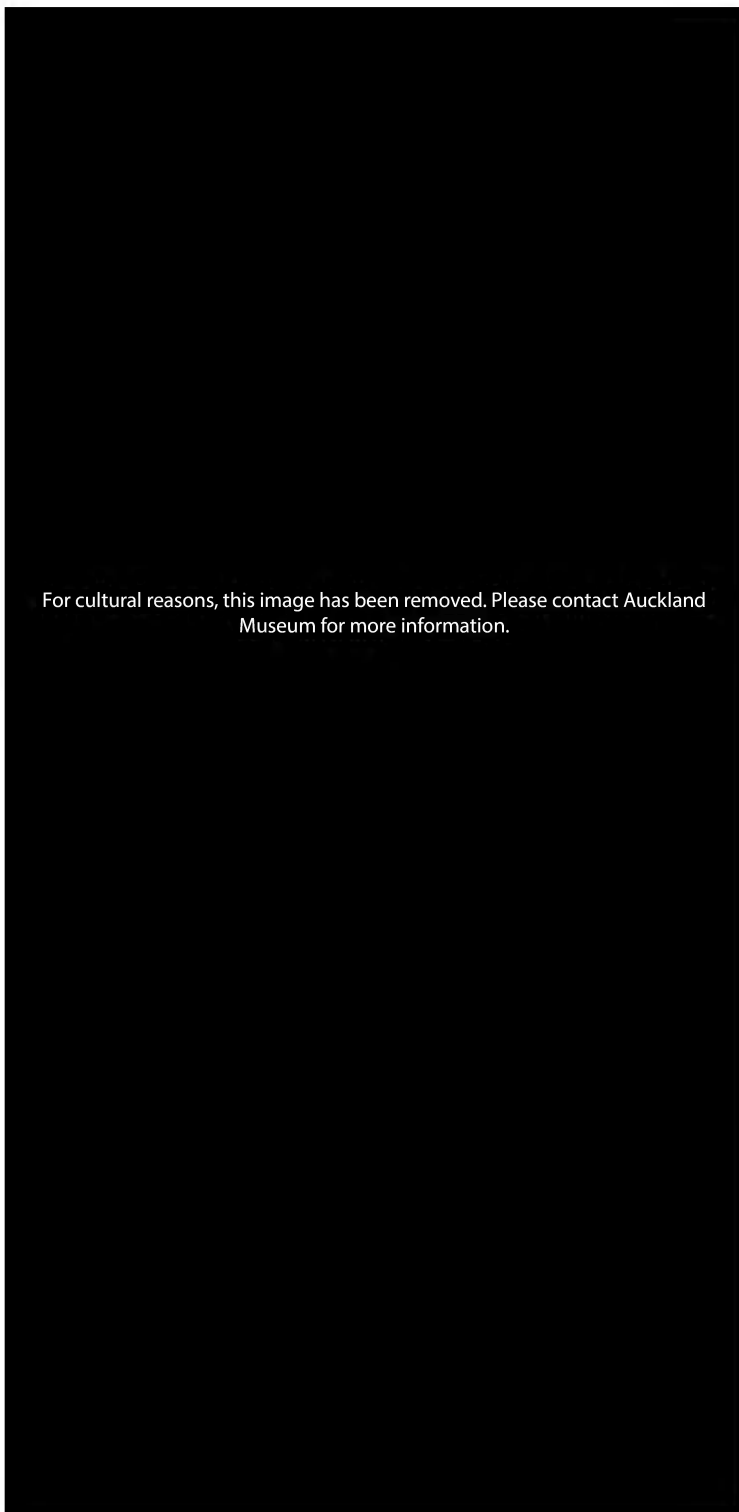 For cultural reasons, this image has been removed. Please contact Auckland
Museum for more information.